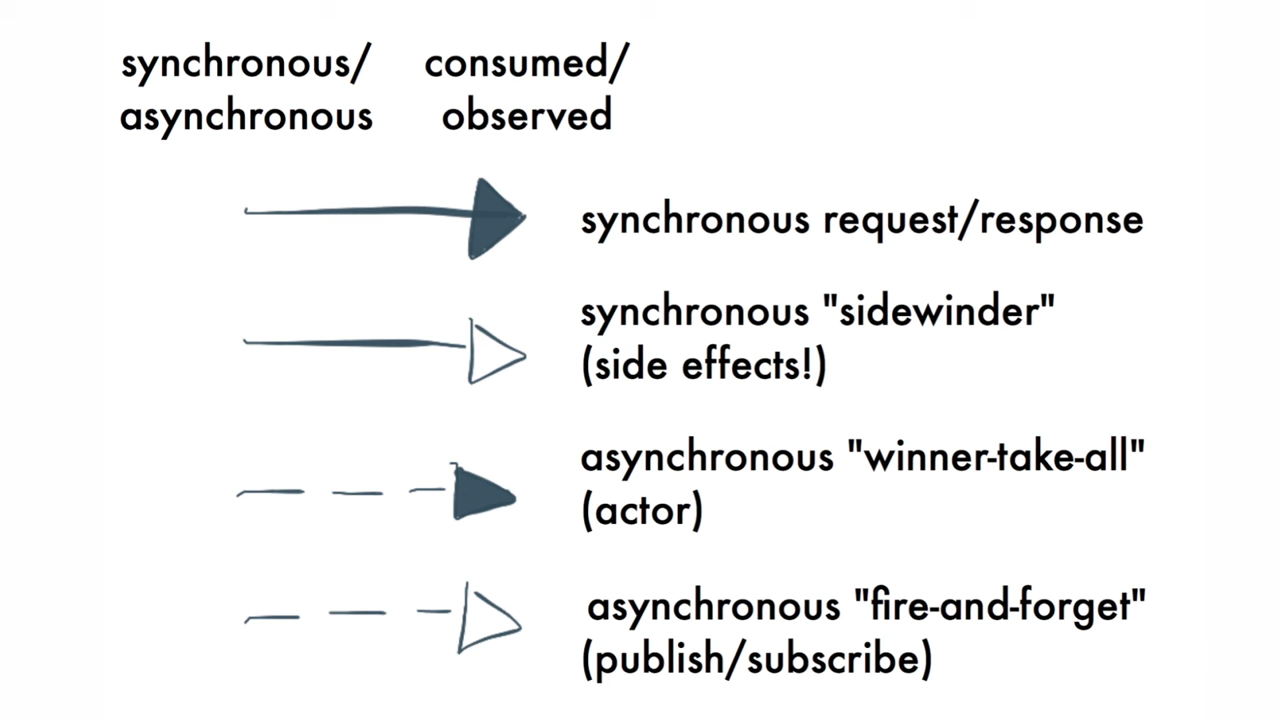 synchronous/
asynchronous
consumed/
observed
synchronous request/response
synchronous "sidewinder"
(side effects!)
asynchronous "winner-take-all"
(actor)
asynchronous "fire-and-forget"
(publish/subscribe)